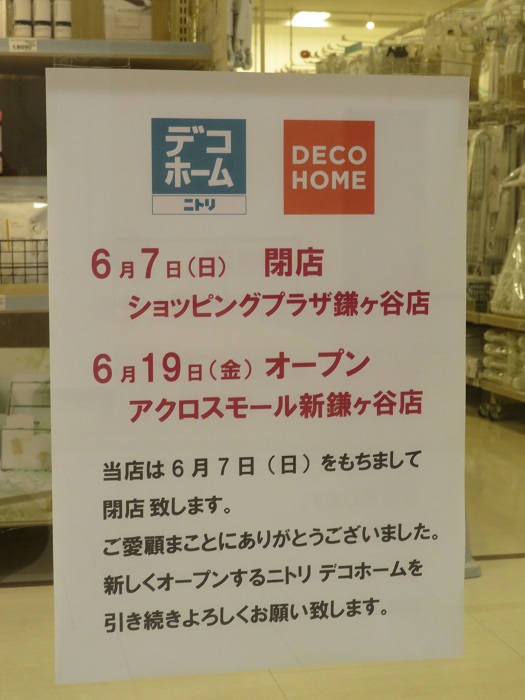 デコ
ホーム
ニトリ
DECO
HOME
6月7日（日） 閉店
ショッピングプラザ鎌ヶ谷店
6月19日（金） オープン
アクロスモール新鎌ヶ谷店
当店は6月7日（日）をもちまして
閉店致します。
ご愛顧まことにありがとうございました。
新しくオープンするニトリ デコホームを
引き続きよろしくお願い致します。